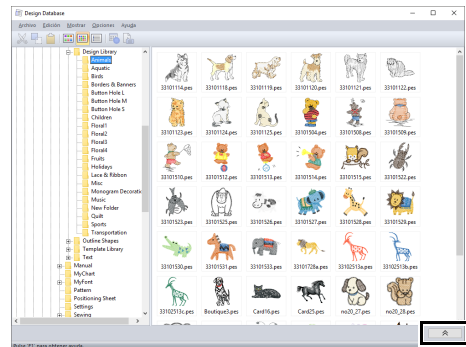 Design Database
Archivo Edición Mostrar Opciones Ayuda
Design Library
Animals
Aquatic
Birds
Borders & Banners
Button Hole L
Button Hole M
Button Hole S
Children
Floral1
Floral2
Floral3
Floral4
Fruits
Holidays
Lace & Ribbon
Misc
Monogram Decoratio
Music
New Folder
Quilt
Sports
Transportation
Outline Shapes
Template Library
Text
Manual
MyChart
MyFont
Pattern
Positioning Sheet
Settings
Sewing
33101114.pes 33101118.pes 33101119.pes 33101120.pes 33101121.pes 33101122.pes
33101123.pes 33101124.pes 33101125.pes 33101504.pes 33101508.pes 33101509.pes
33101510.pes 33101512.pes 33101513.pes 33101514.pes 33101515.pes 33101522.pes
33101523.pes 33101525.pes 33101526.pes 33101527.pes 33101528.pes 33101529.pes
33101530.pes 33101531.pes 33101533.pes 33101728a.pes 33102513a.pes 33102513b.pes
33102513c.pes Boutique3.pes Card16.pes Card25.pes no20_27.pes no20_28.pes
Pulse 'F1' para obtener ayuda